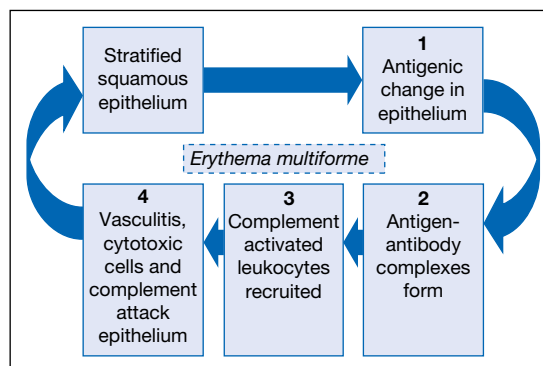 Stratified
squamous
epithelium
1
Antigenic
change in
epithelium
Erythema multiforme
2
Antigen-
antibody
complexes
form
3
Complement
activated
leukocytes
recruited
4
Vasculitis,
cytotoxic
cells and
complement
attack
epithelium